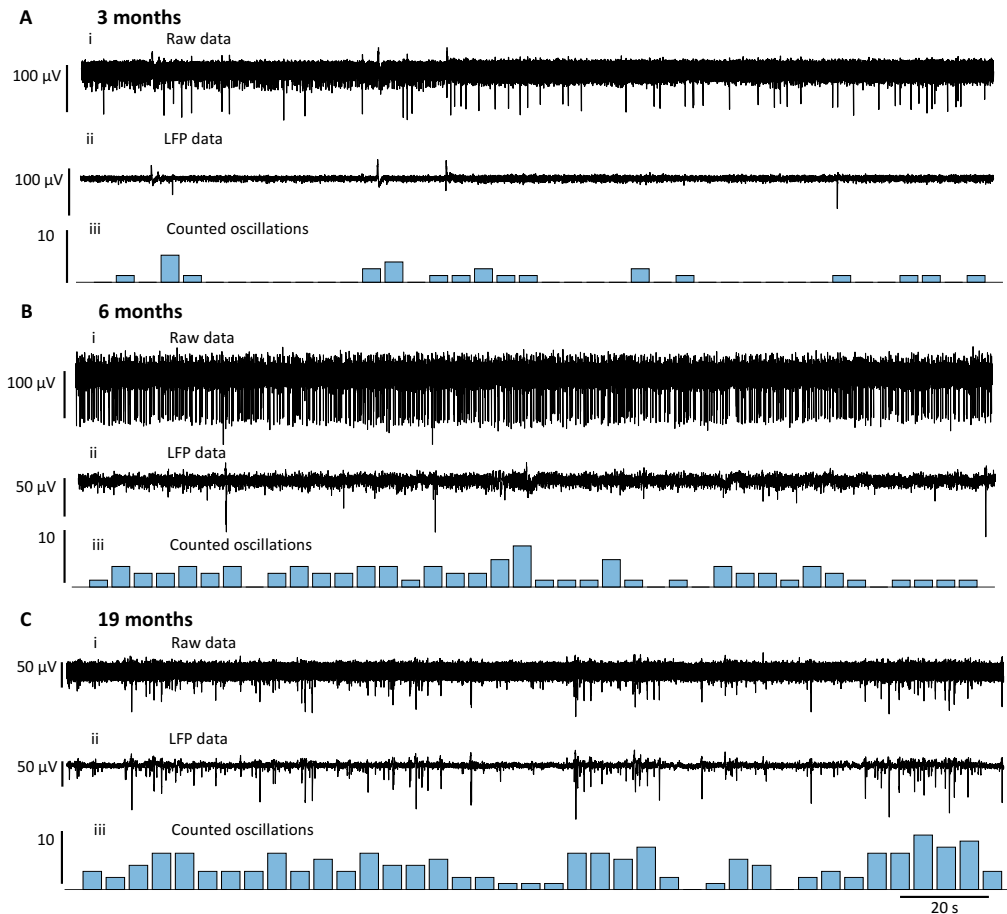 A 3 months
i Raw data
100 µV
ii LFP data
100 µV
iii Counted oscillations
10
B 6 months
i Raw data
100 µV
ii LFP data
50 µV
10
iii Counted oscillations
C 19 months
i Raw data
50 µV
ii LFP data
50 µV
iii Counted oscillations
10
20 s